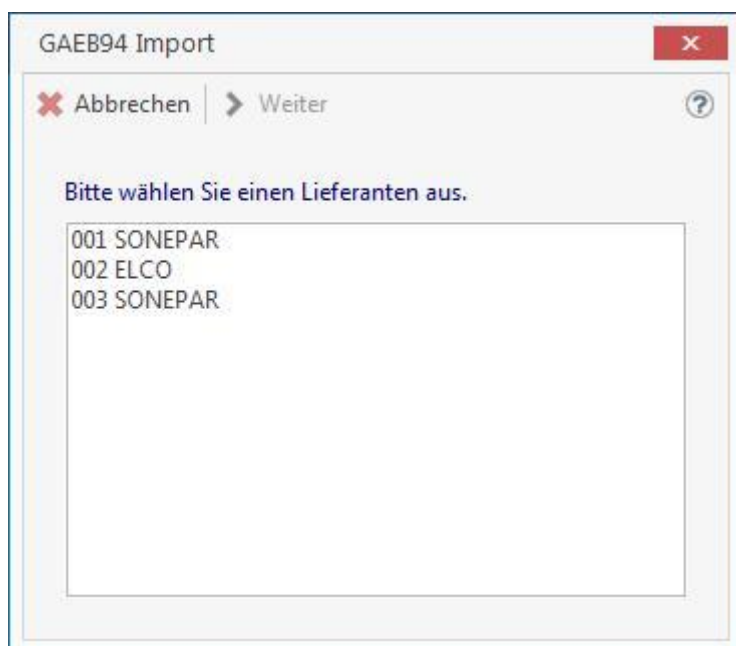 GAEB94 Import
Abbrechen Weiter
Bitte wählen Sie einen Lieferanten aus.
001 SONEPAR
002 ELCO
003 SONEPAR